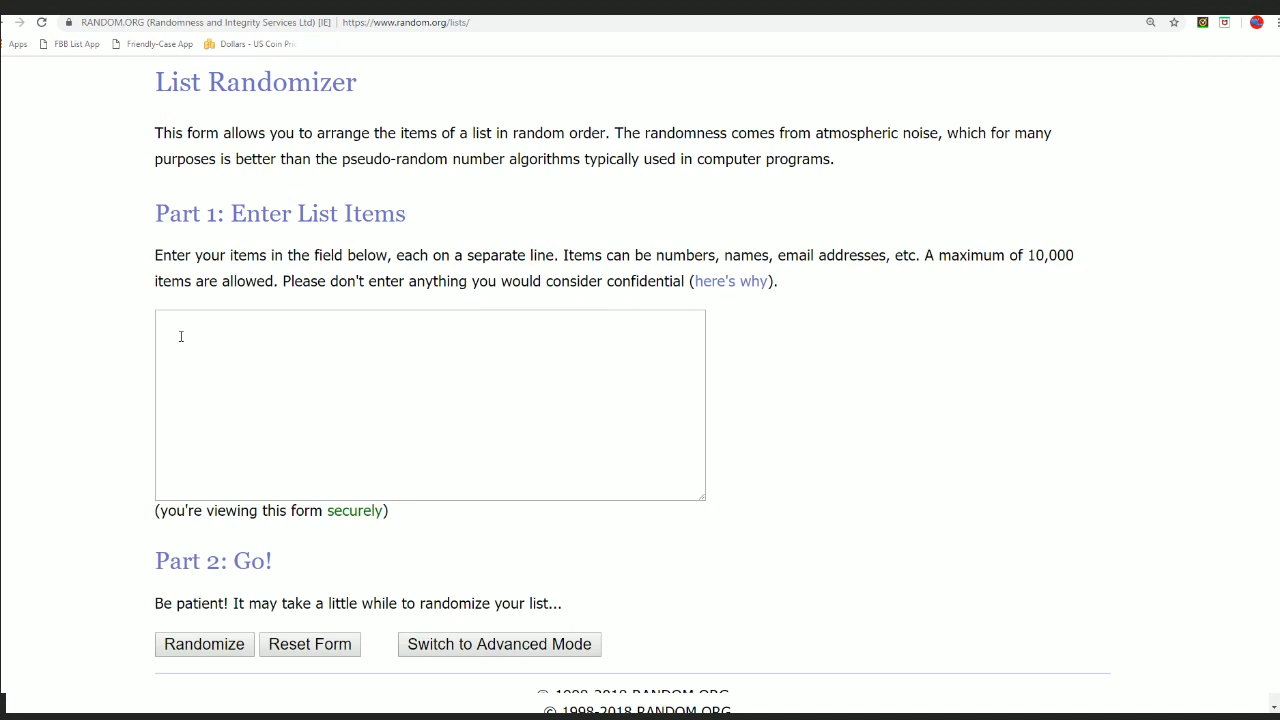 RANDOM.ORG (Randomness and Integrity Services Ltd) [IE] | https://www.random.org/lists/
Apps FBB List App Friendly-Case App Dollars - US Coin Pric
List Randomizer
This form allows you to arrange the items of a list in random order. The randomness comes from atmospheric noise, which for many
purposes is better than the pseudo-random number algorithms typically used in computer programs.
Part 1: Enter List Items
Enter your items in the field below, each on a separate line. Items can be numbers, names, email addresses, etc. A maximum of 10,000
items are allowed. Please don't enter anything you would consider confidential (here's why).
(you're viewing this form securely)
Part 2: Go!
Be patient! It may take a little while to randomize your list...
Randomize Reset Form Switch to Advanced Mode
© 1998-2018 RANDOM.ORG
© 1998-2018 RANDOM.ORG